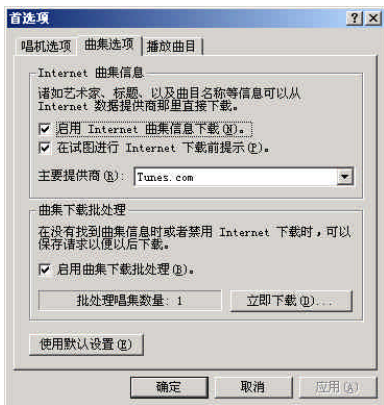 首选项
唱机选项 曲集选项 播放曲目
Internet 曲集信息
诸如艺术家、标题、以及曲目名称等信息可以从
Internet 数据提供商那里直接下载。
启用 Internet 曲集信息下载(N)。
在试图进行 Internet 下载前提示(P)。
主要提供商(R): Tunes.com
曲集下载批处理
在没有找到曲集信息时或者禁用 Internet 下载时，可以
保存请求以便以后下载。
启用曲集下载批处理(B)。
批处理唱集数量: 1 立即下载(D)...
使用默认设置(E)
确定 取消 应用(A)